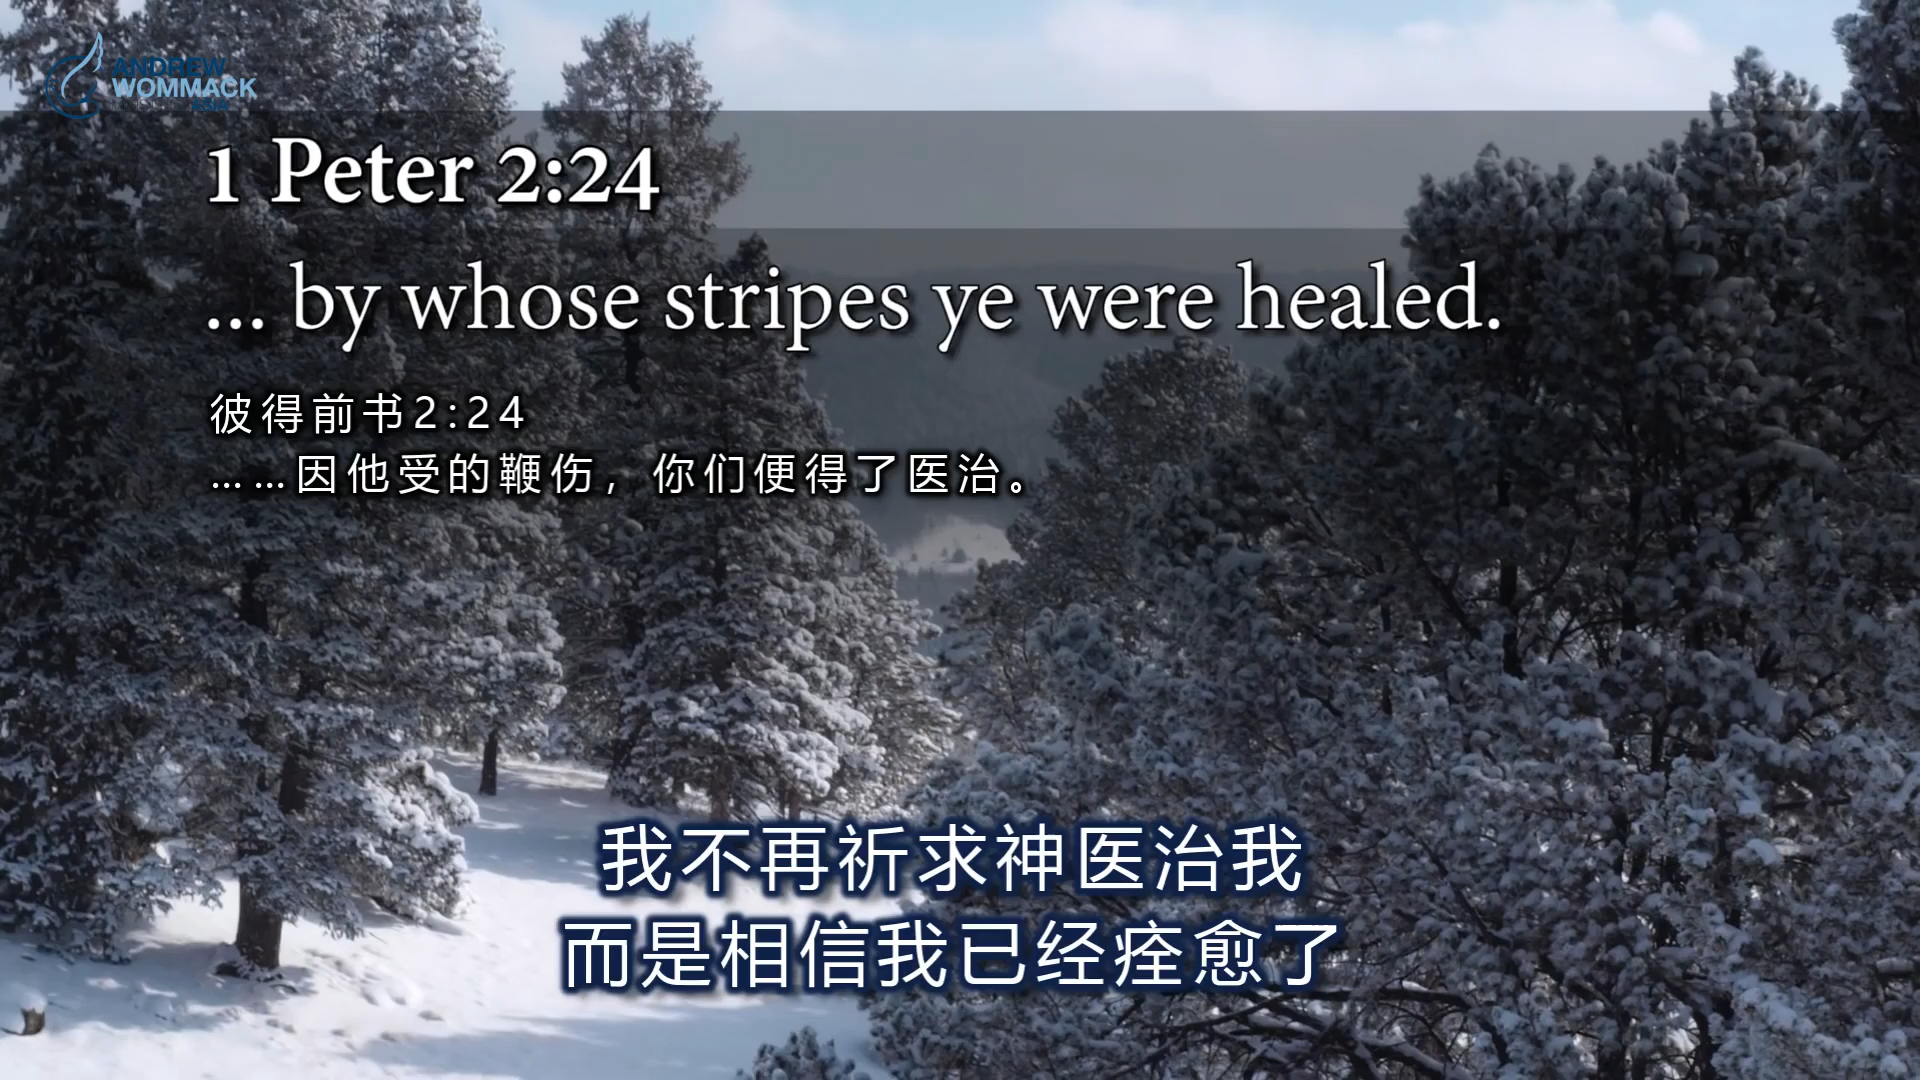 ANDREW
WOMMACK
ASIA
1 Peter 2:24
... by whose stripes ye were healed.
彼得前书2:24
……因他受的鞭伤，你们便得了医治。
我不再祈求神医治我
而是相信我已经痊愈了